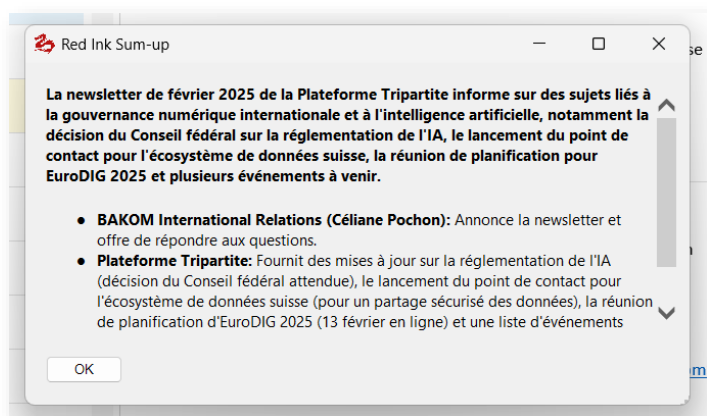 Red Ink Sum-up
se
La newsletter de février 2025 de la Plateforme Tripartite informe sur des sujets liés à
la gouvernance numérique internationale et à l'intelligence artificielle, notamment la
décision du Conseil fédéral sur la réglementation de l'IA, le lancement du point de
contact pour l'écosystème de données suisse, la réunion de planification pour
EuroDIG 2025 et plusieurs événements à venir.
● BAKOM International Relations (Céliane Pochon): Annonce la newsletter et
offre de répondre aux questions.
● Plateforme Tripartite: Fournit des mises à jour sur la réglementation de l'IA
(décision du Conseil fédéral attendue), le lancement du point de contact pour
l'écosystème de données suisse (pour un partage sécurisé des données), la réunion
de planification d'EuroDIG 2025 (13 février en ligne) et une liste d'événements
OK
om